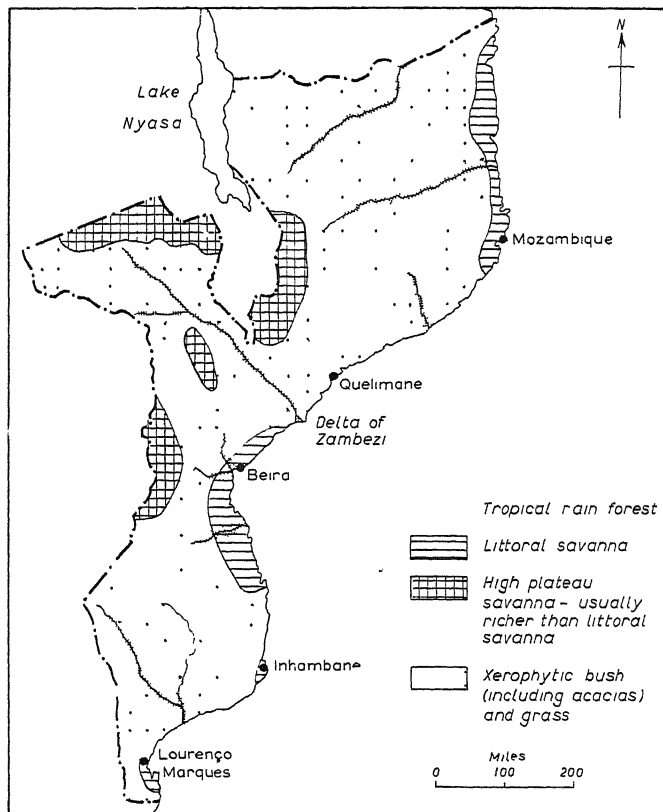 N
Lake
Nyasa
Mozambique
Quelimane
Delta of
Zambezi
Beira
Tropical rain forest
Littoral savanna
High plateau
savanna – usually
richer than littoral
savanna
Inhambane
Xerophytic bush
(including acacias)
and grass
Miles
0 100 200
Lourenço
Marques